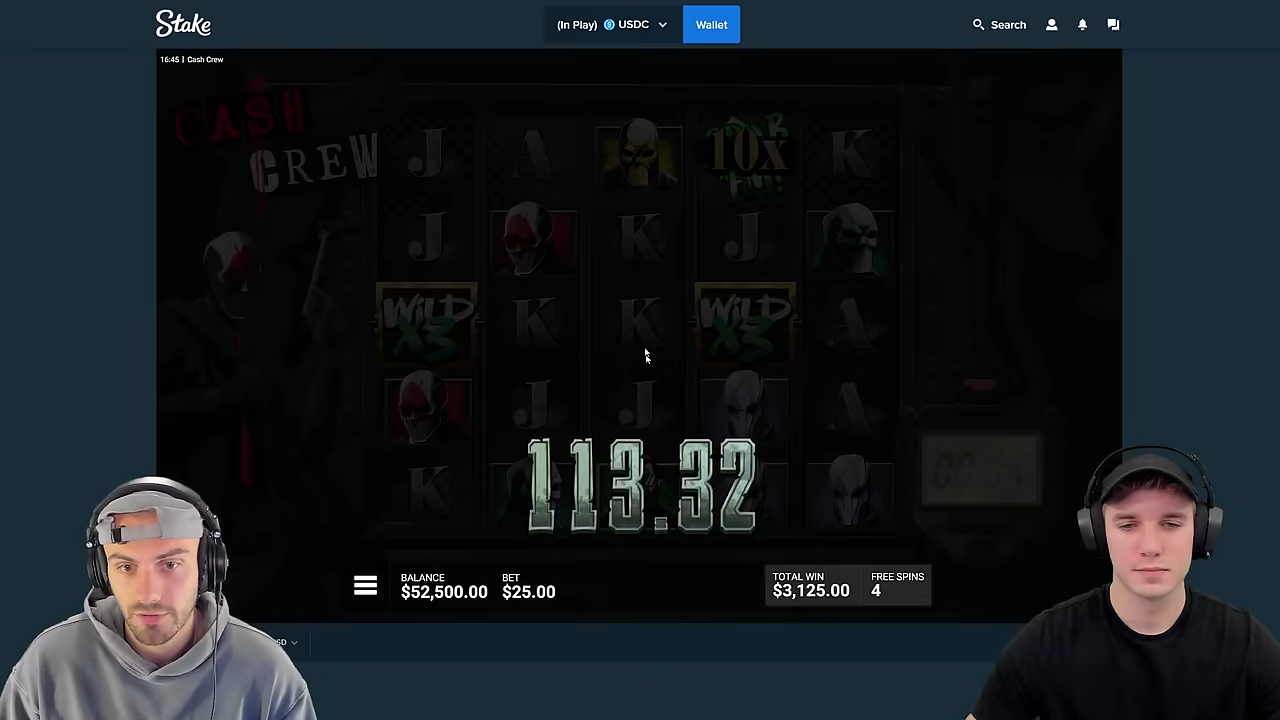 Stake
(In Play) USDC
Wallet
Search
16:45 | Cash Crew
CASH
CREW
J A 10x K
J K J
WILD X3 K K WILD X3 A
J J A
K
113.32
BALANCE
$52,500.00
BET
$25.00
TOTAL WIN
$3,125.00
FREE SPINS
4